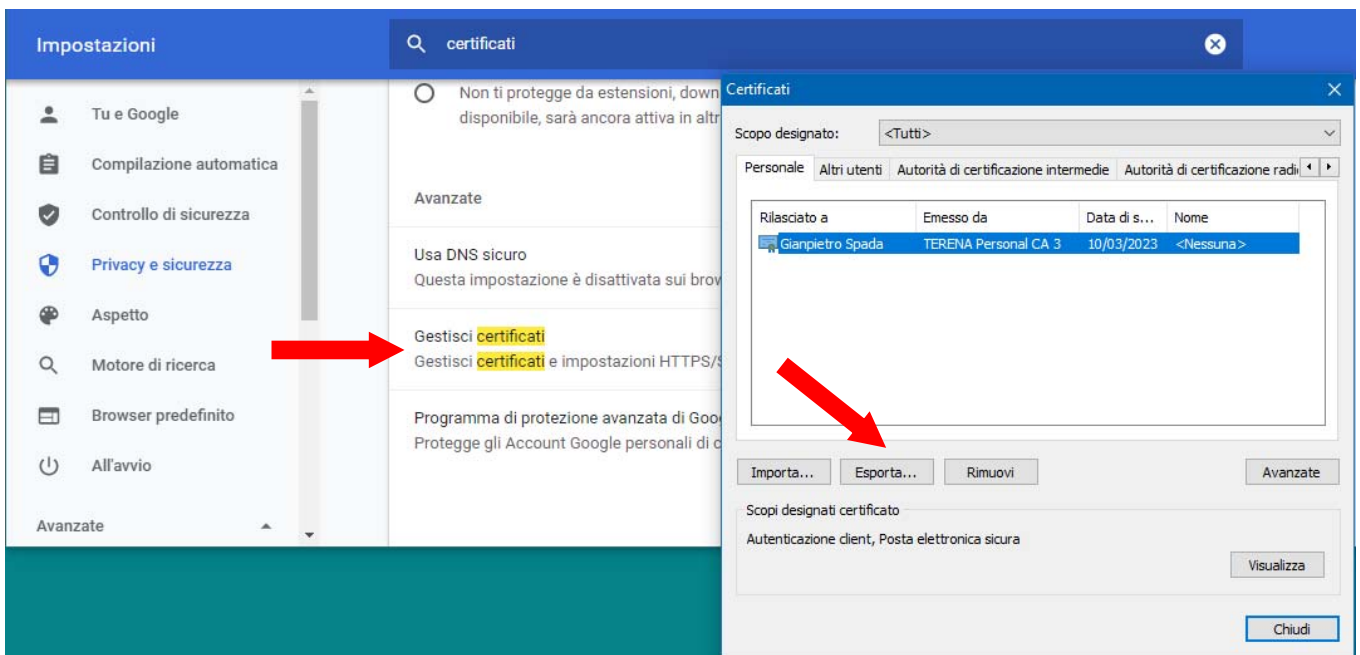 Impostazioni
certificati
Tu e Google
Compilazione automatica
Controllo di sicurezza
Privacy e sicurezza
Aspetto
Motore di ricerca
Browser predefinito
All'avvio
Avanzate
Non ti protegge da estensioni, down
disponibile, sarà ancora attiva in altr
Avanzate
Usa DNS sicuro
Questa impostazione è disattivata sui brow
Gestisci certificati
Gestisci certificati e impostazioni HTTPS/S
Programma di protezione avanzata di Goo
Protegge gli Account Google personali di c
Certificati
Scopo designato: <Tutti>
Personale Altri utenti Autorità di certificazione intermedie Autorità di certificazione radi
Rilasciato a Emesso da Data di s... Nome
Gianpietro Spada TERENA Personal CA 3 10/03/2023 <Nessuna>
Importa... Esporta... Rimuovi Avanzate
Scopi designati certificato
Autenticazione client, Posta elettronica sicura
Visualizza
Chiudi